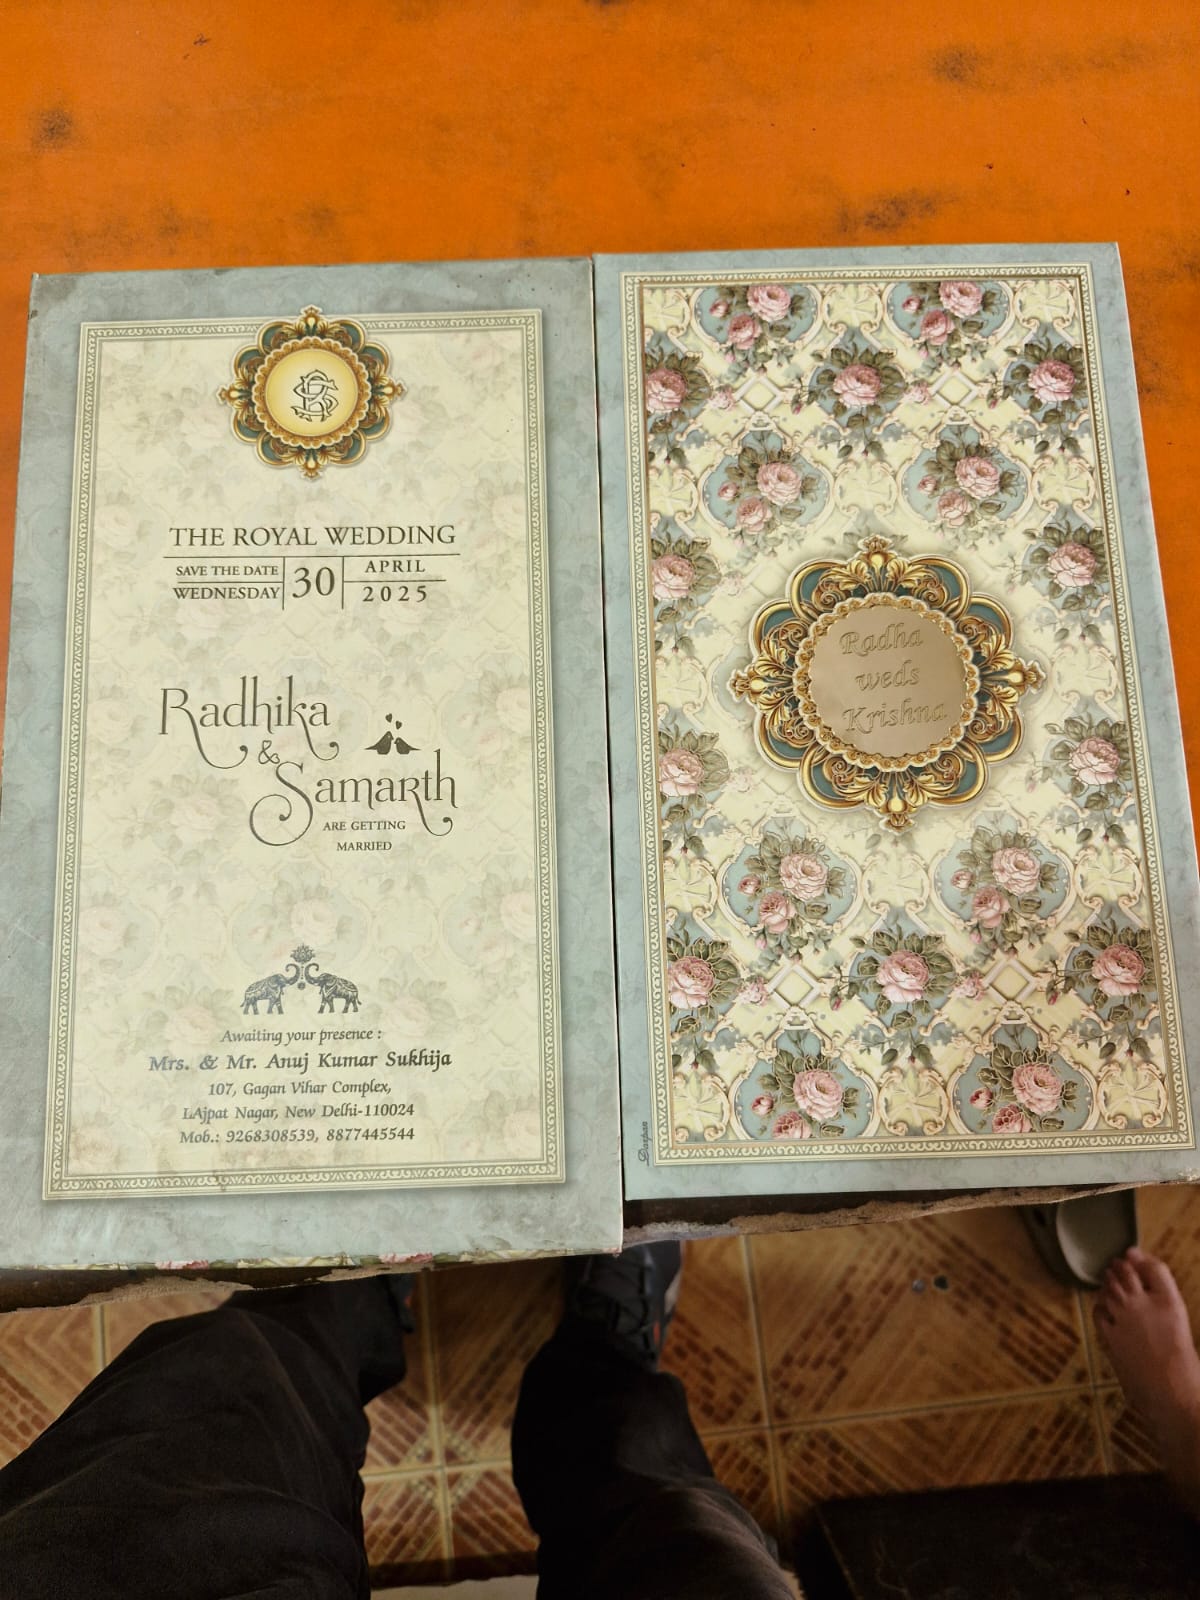 THE ROYAL WEDDING
SAVE THE DATE
WEDNESDAY
30
APRIL
2025
Radhika
&
Samarth
ARE GETTING
MARRIED
Awaiting your presence :
Mrs. & Mr. Anuj Kumar Sukhija
107, Gagan Vihar Complex,
LAjpat Nagar, New Delhi-110024
Mob.: 9268308539, 8877445544
Radha
weds
Krishna
Darpan